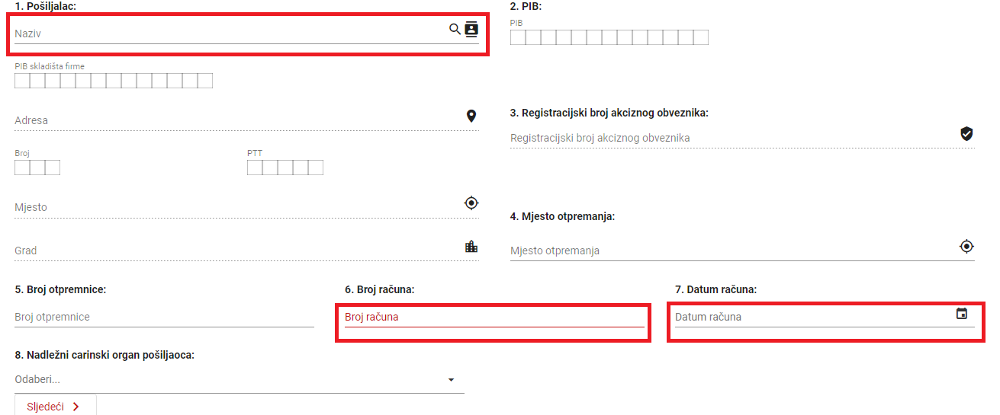 1. Pošiljalac:
Naziv
PIB skladišta firme
Adresa
Broj
PTT
Mjesto
Grad
2. PIB:
PIB
3. Registracijski broj akciznog obveznika:
Registracijski broj akciznog obveznika
4. Mjesto otpremanja:
Mjesto otpremanja
5. Broj otpremnice:
Broj otpremnice
6. Broj računa:
Broj računa
7. Datum računa:
Datum računa
8. Nadležni carinski organ pošiljaoca:
Odaberi...
Sljedeći